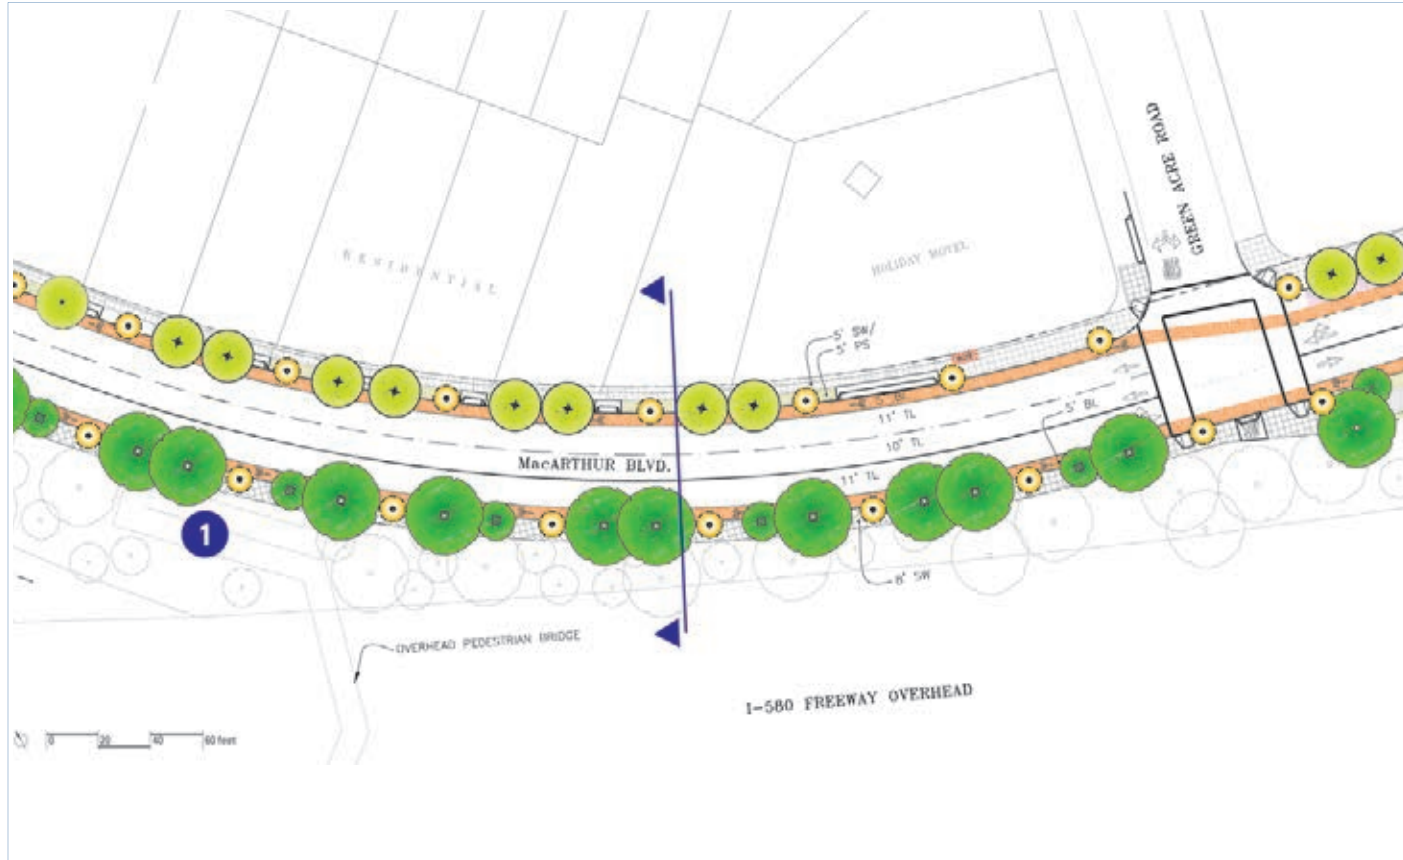 GREEN ACRE ROAD
RESIDENTIAL
HOLIDAY MOTEL
5' SW/
5' PS
11' TL
10' TL
11' TL
5' BL
MacARTHUR BLVD.
1
8' SW
OVERHEAD PEDESTRIAN BRIDGE
I-580 FREEWAY OVERHEAD
0 20 40 60 feet